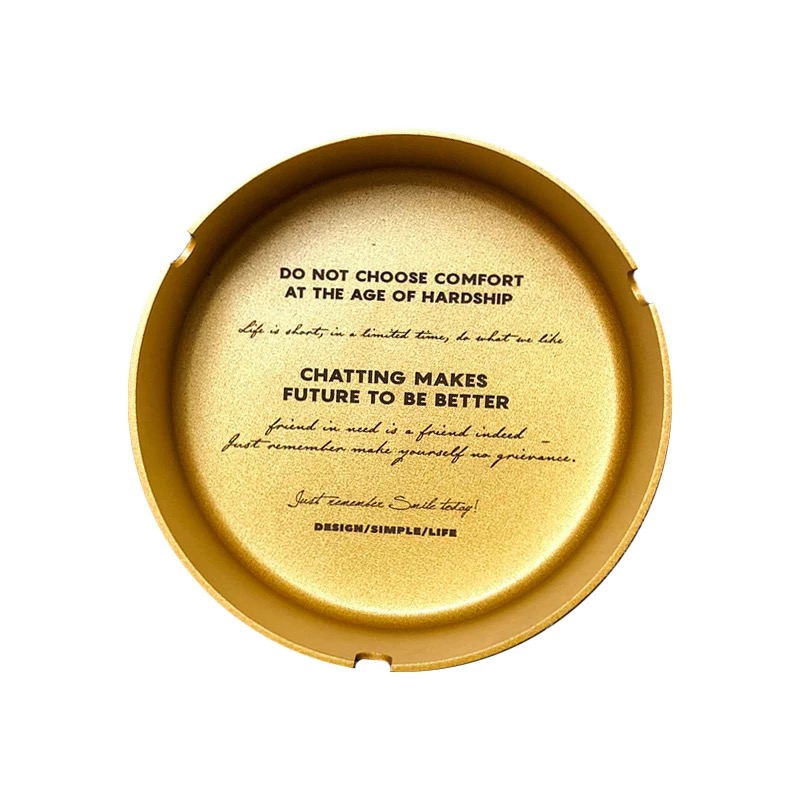 DO NOT CHOOSE COMFORT
AT THE AGE OF HARDSHIP
Life is short, in a limited time, do what we like
CHATTING MAKES
FUTURE TO BE BETTER
friend in need is a friend indeed –
Just remember make yourself no grievance.
Just remember Smile today!
DESIGN/SIMPLE/LIFE